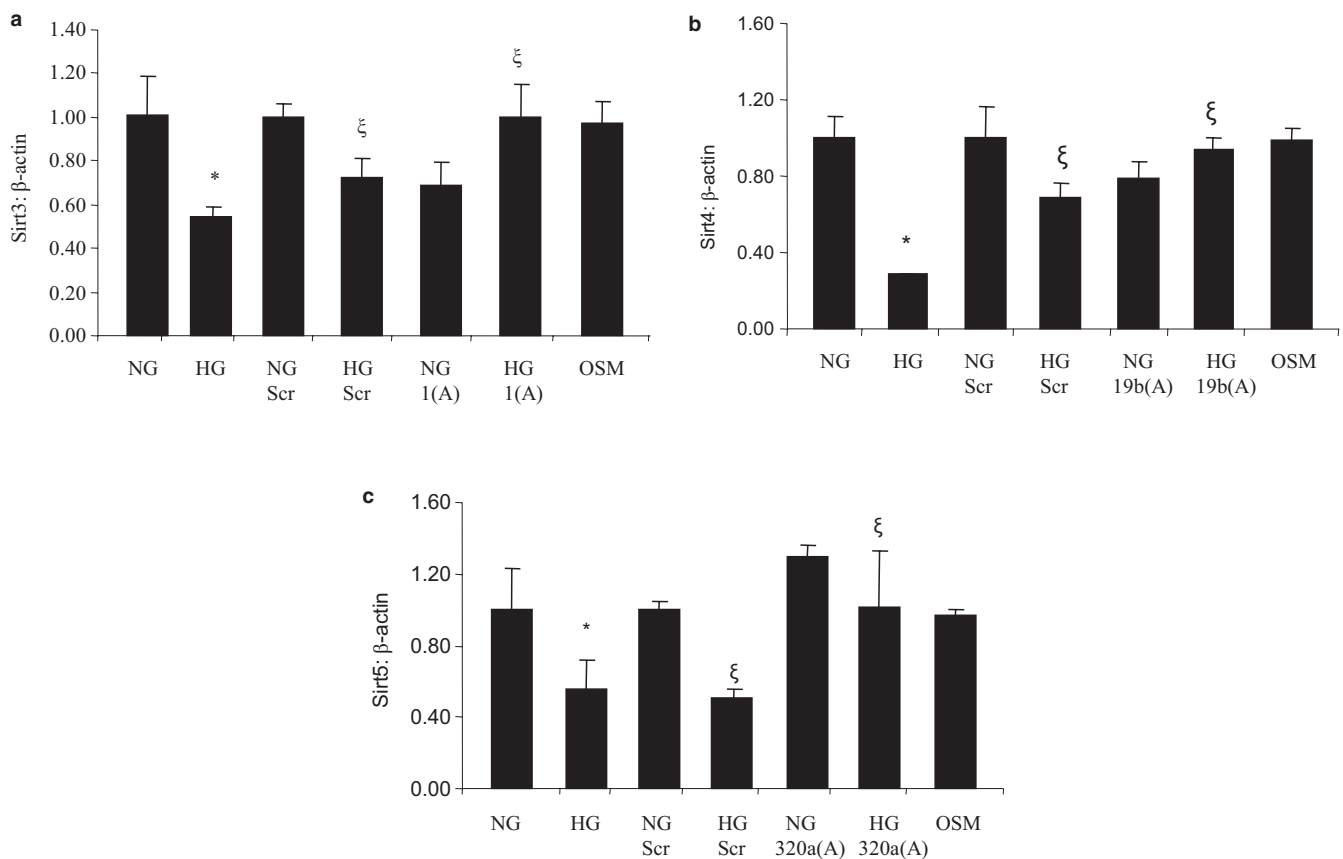 a
1.40
1.20
1.00
0.80
0.60
0.40
0.20
0.00
Sirt3: β-actin
*
ξ
ξ
NG HG NG HG NG HG OSM
Scr Scr 1(A) 1(A)
b
1.60
1.20
0.80
0.40
0.00
Sirt4: β-actin
*
ξ
ξ
NG HG NG HG NG HG OSM
Scr Scr 19b(A) 19b(A)
c
1.60
1.20
0.80
0.40
0.00
Sirt5: β-actin
*
ξ
ξ
NG HG NG HG NG HG OSM
Scr Scr 320a(A) 320a(A)